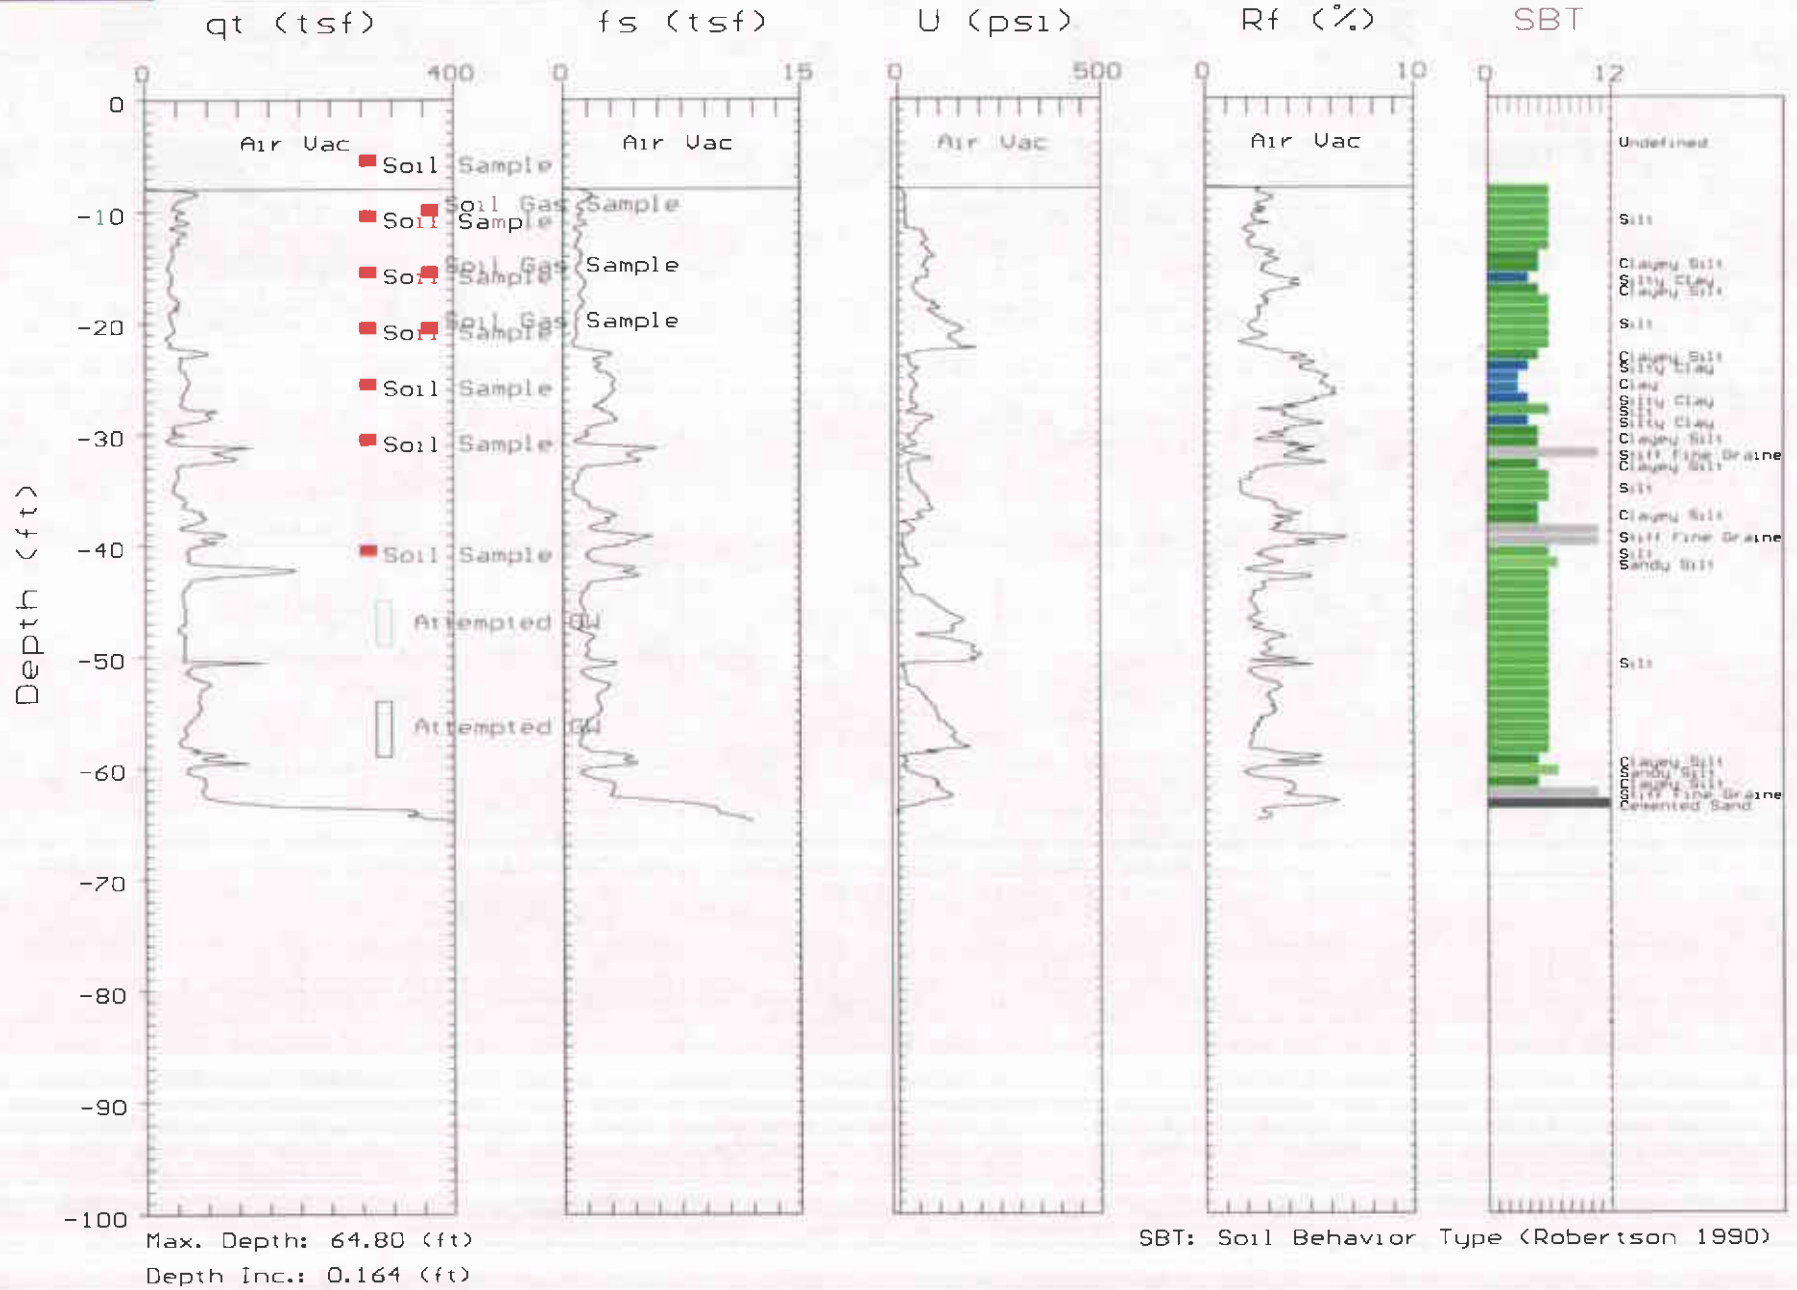 qt (tsf) fs (tsf) U (psi) Rf (%) SBT
0 400 0 15 0 500 0 10 0 12
0
Air Vac Air Vac Air Vac Air Vac Undefined
Soil Sample
Soil Gas Sample
-10 Soil Sample Silt
Soil Gas Sample Clayey Silt
Soil Sample Silty Clay
Clayey Silt
Soil Gas Sample
-20 Soil Sample Silt
Clayey Silt
Silty Clay
Soil Sample Clay
Silty Clay
Silt
Silty Clay
-30 Soil Sample Clayey Silt
Stiff Fine Graine
Clayey Silt
Silt
Depth (ft)
Clayey Silt
Stiff Fine Graine
-40 Soil Sample Silt
Sandy Silt
Attempted GW
-50 Silt
Attempted GW
Clayey Silt
-60 Sandy Silt
Clayey Silt
Stiff Fine Graine
Cemented Sand
-70
-80
-90
-100
Max. Depth: 64.80 (ft) SBT: Soil Behavior Type (Robertson 1990)
Depth Inc.: 0.164 (ft)